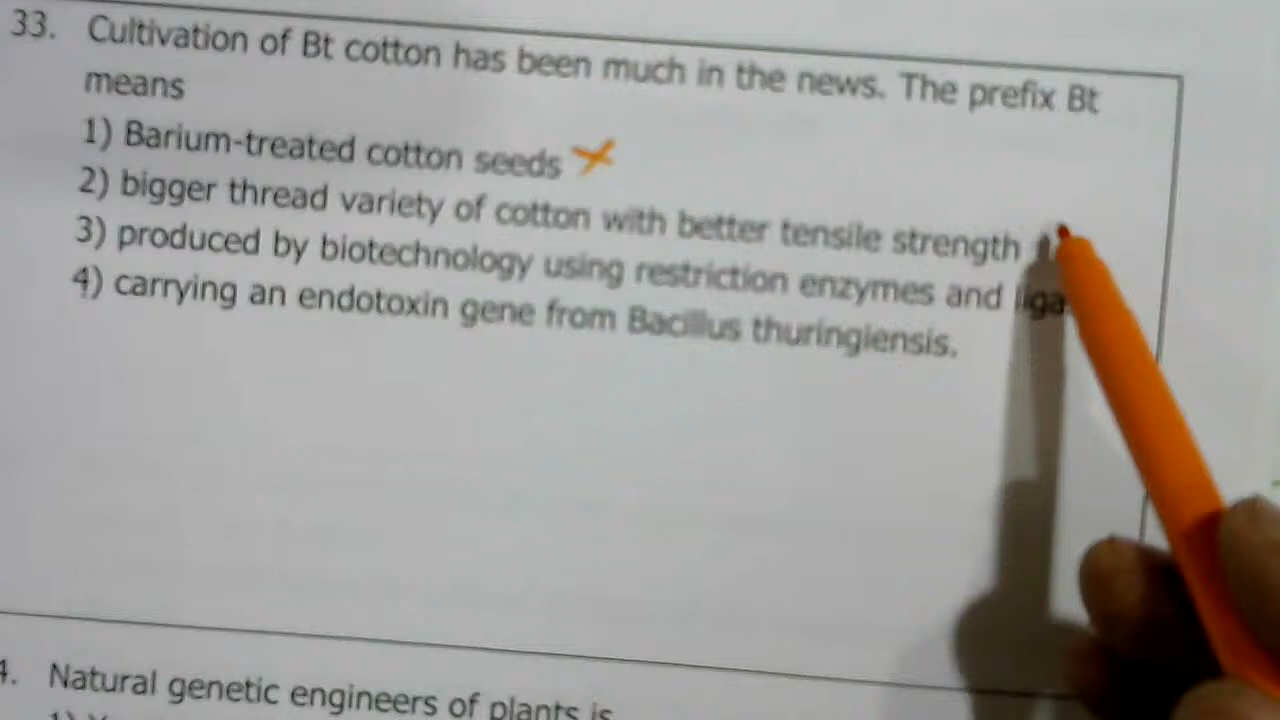 33. Cultivation of Bt cotton has been much in the news. The prefix Bt
means
1) Barium-treated cotton seeds
2) bigger thread variety of cotton with better tensile strength
3) produced by biotechnology using restriction enzymes and
4) carrying an endotoxin gene from Bacillus thuringiensis.
4. Natural genetic engineers of plants is
1)